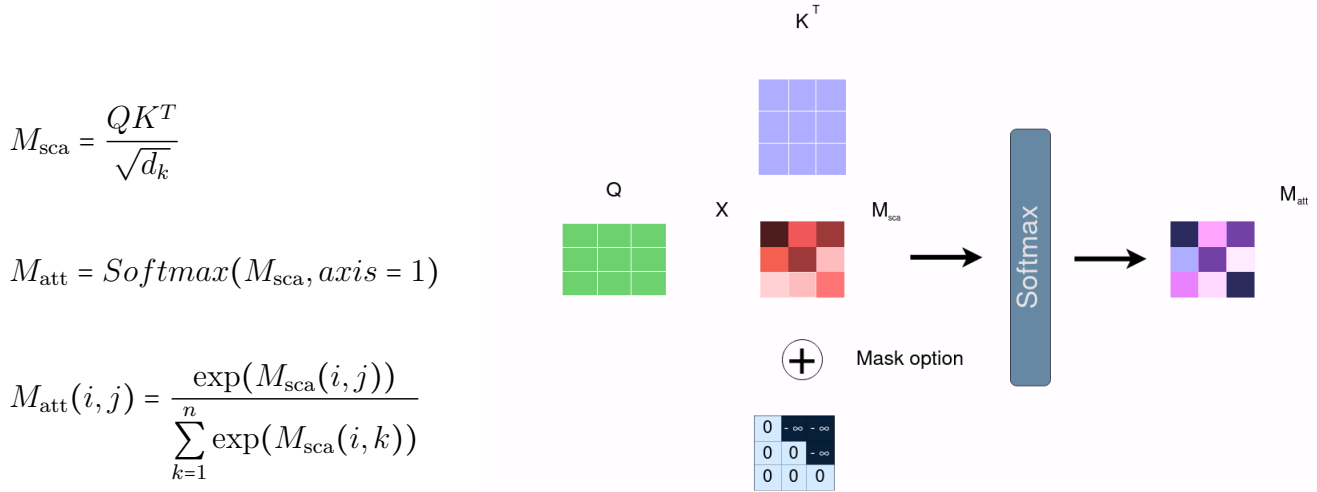 M_sca = QK^T / √d_k
M_att = Softmax(M_sca, axis = 1)
M_att(i, j) = exp(M_sca(i, j)) / ∑_{k=1}^{n} exp(M_sca(i, k))
K^T
Q
X
M_sca
Softmax
M_att
+ Mask option
0 - ∞ - ∞
0 0 - ∞
0 0 0